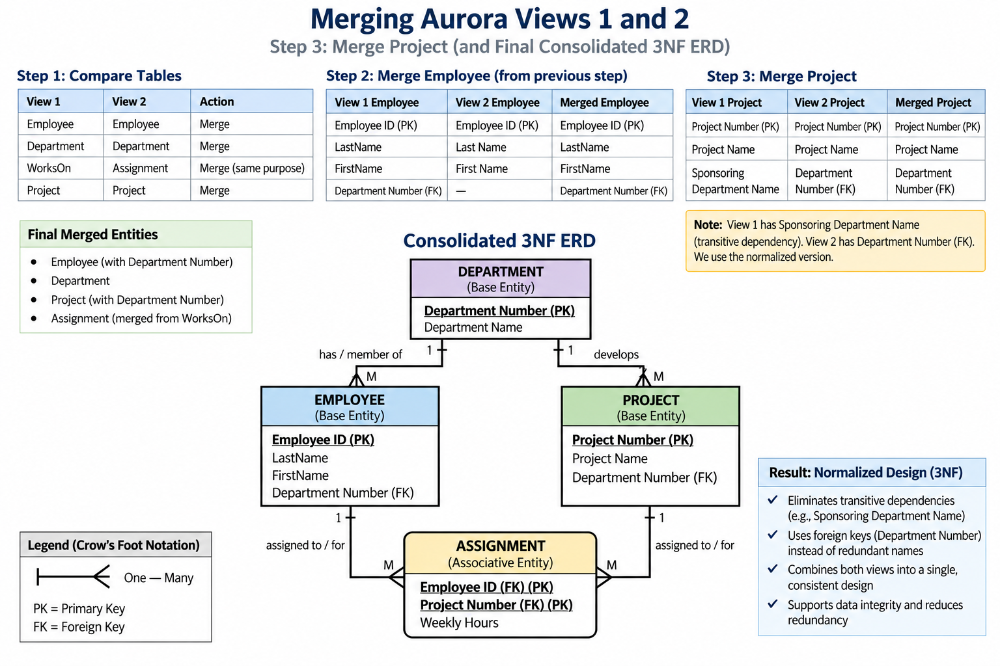 Merging Aurora Views 1 and 2
Step 3: Merge Project (and Final Consolidated 3NF ERD)
Step 1: Compare Tables
View 1 View 2 Action
Employee Employee Merge
Department Department Merge
WorksOn Assignment Merge (same purpose)
Project Project Merge
Step 2: Merge Employee (from previous step)
View 1 Employee View 2 Employee Merged Employee
Employee ID (PK) Employee ID (PK) Employee ID (PK)
LastName Last Name LastName
FirstName First Name FirstName
Department Number (FK) — Department Number (FK)
Step 3: Merge Project
View 1 Project View 2 Project Merged Project
Project Number (PK) Project Number (PK) Project Number (PK)
Project Name Project Name Project Name
Sponsoring Department Department
Department Name Number (FK) Number (FK)
Note: View 1 has Sponsoring Department Name
(transitive dependency). View 2 has Department Number (FK).
We use the normalized version.
Final Merged Entities
• Employee (with Department Number)
• Department
• Project (with Department Number)
• Assignment (merged from WorksOn)
Consolidated 3NF ERD
DEPARTMENT
(Base Entity)
Department Number (PK)
Department Name
has / member of 1
1 develops
M
M
EMPLOYEE
(Base Entity)
Employee ID (PK)
LastName
FirstName
Department Number (FK)
PROJECT
(Base Entity)
Project Number (PK)
Project Name
Department Number (FK)
1
assigned to / for
M
1
assigned to / for
M
ASSIGNMENT
(Associative Entity)
Employee ID (FK) (PK)
Project Number (FK) (PK)
Weekly Hours
Legend (Crow's Foot Notation)
One — Many
PK = Primary Key
FK = Foreign Key
Result: Normalized Design (3NF)
✓ Eliminates transitive dependencies
(e.g., Sponsoring Department Name)
✓ Uses foreign keys (Department Number)
instead of redundant names
✓ Combines both views into a single,
consistent design
✓ Supports data integrity and reduces
redundancy